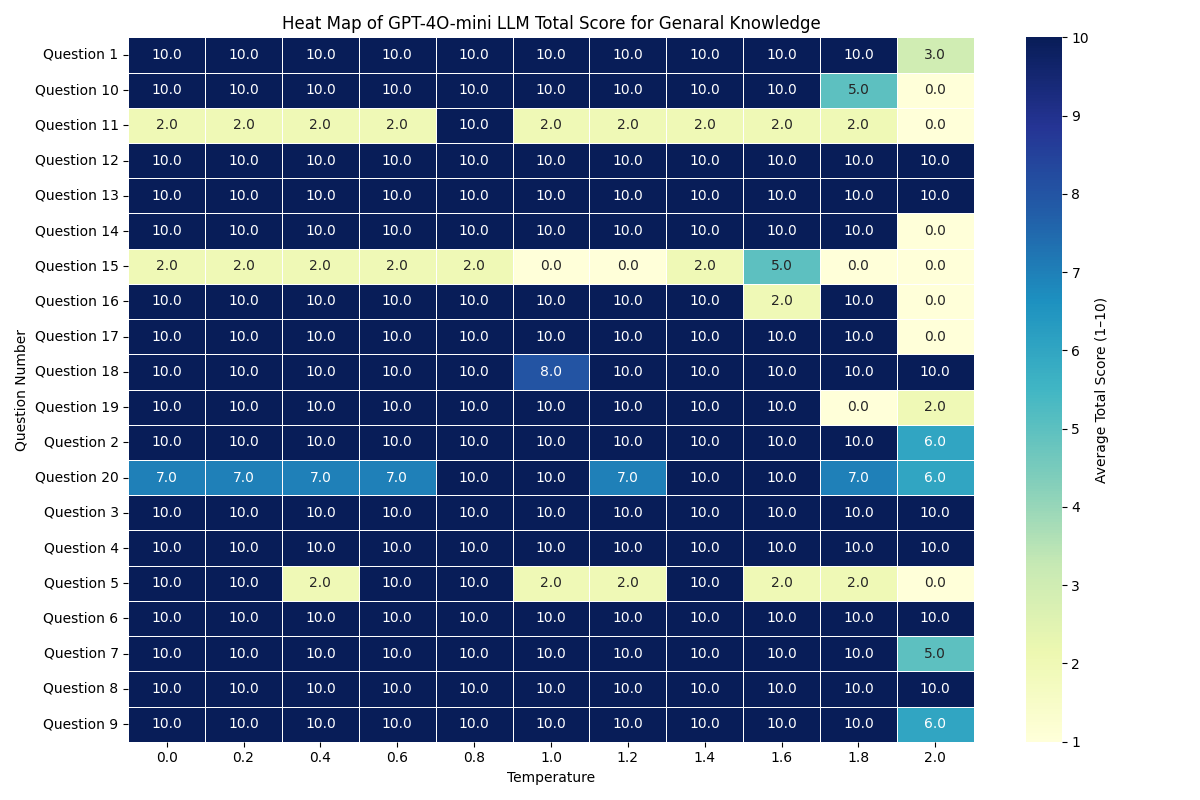 Heat Map of GPT-4O-mini LLM Total Score for Genaral Knowledge
Question Number
Question 1 10.0 10.0 10.0 10.0 10.0 10.0 10.0 10.0 10.0 10.0 3.0
Question 10 10.0 10.0 10.0 10.0 10.0 10.0 10.0 10.0 10.0 5.0 0.0
Question 11 2.0 2.0 2.0 2.0 10.0 2.0 2.0 2.0 2.0 2.0 0.0
Question 12 10.0 10.0 10.0 10.0 10.0 10.0 10.0 10.0 10.0 10.0 10.0
Question 13 10.0 10.0 10.0 10.0 10.0 10.0 10.0 10.0 10.0 10.0 10.0
Question 14 10.0 10.0 10.0 10.0 10.0 10.0 10.0 10.0 10.0 10.0 0.0
Question 15 2.0 2.0 2.0 2.0 2.0 0.0 0.0 2.0 5.0 0.0 0.0
Question 16 10.0 10.0 10.0 10.0 10.0 10.0 10.0 10.0 2.0 10.0 0.0
Question 17 10.0 10.0 10.0 10.0 10.0 10.0 10.0 10.0 10.0 10.0 0.0
Question 18 10.0 10.0 10.0 10.0 10.0 8.0 10.0 10.0 10.0 10.0 10.0
Question 19 10.0 10.0 10.0 10.0 10.0 10.0 10.0 10.0 10.0 0.0 2.0
Question 2 10.0 10.0 10.0 10.0 10.0 10.0 10.0 10.0 10.0 10.0 6.0
Question 20 7.0 7.0 7.0 7.0 10.0 10.0 7.0 10.0 10.0 7.0 6.0
Question 3 10.0 10.0 10.0 10.0 10.0 10.0 10.0 10.0 10.0 10.0 10.0
Question 4 10.0 10.0 10.0 10.0 10.0 10.0 10.0 10.0 10.0 10.0 10.0
Question 5 10.0 10.0 2.0 10.0 10.0 2.0 2.0 10.0 2.0 2.0 0.0
Question 6 10.0 10.0 10.0 10.0 10.0 10.0 10.0 10.0 10.0 10.0 10.0
Question 7 10.0 10.0 10.0 10.0 10.0 10.0 10.0 10.0 10.0 10.0 5.0
Question 8 10.0 10.0 10.0 10.0 10.0 10.0 10.0 10.0 10.0 10.0 10.0
Question 9 10.0 10.0 10.0 10.0 10.0 10.0 10.0 10.0 10.0 10.0 6.0
0.0 0.2 0.4 0.6 0.8 1.0 1.2 1.4 1.6 1.8 2.0
Temperature
10
9
8
7
6
5
4
3
2
1
Average Total Score (1–10)